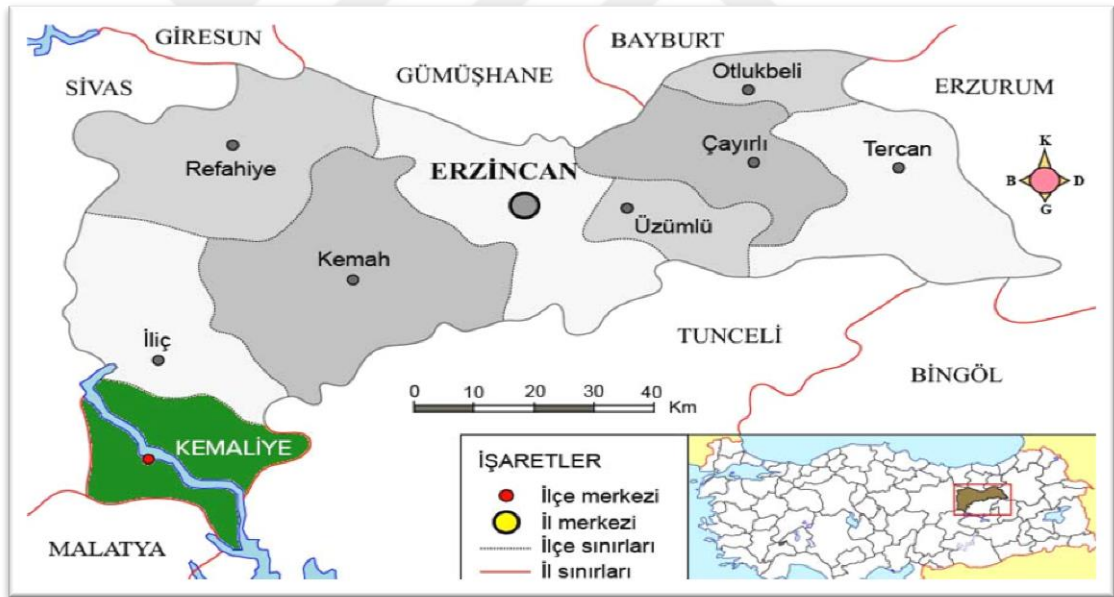 GİRESUN
BAYBURT
GÜMÜŞHANE
SİVAS
ERZURUM
Otlukbeli
Çayırlı
Tercan
Refahiye
ERZİNCAN
K
B
D
G
Üzümlü
Kemah
TUNCELİ
İliç
BİNGÖL
0 10 20 30 40
Km
KEMALİYE
MALATYA
İŞARETLER
İlçe merkezi
İl merkezi
İlçe sınırları
İl sınırları